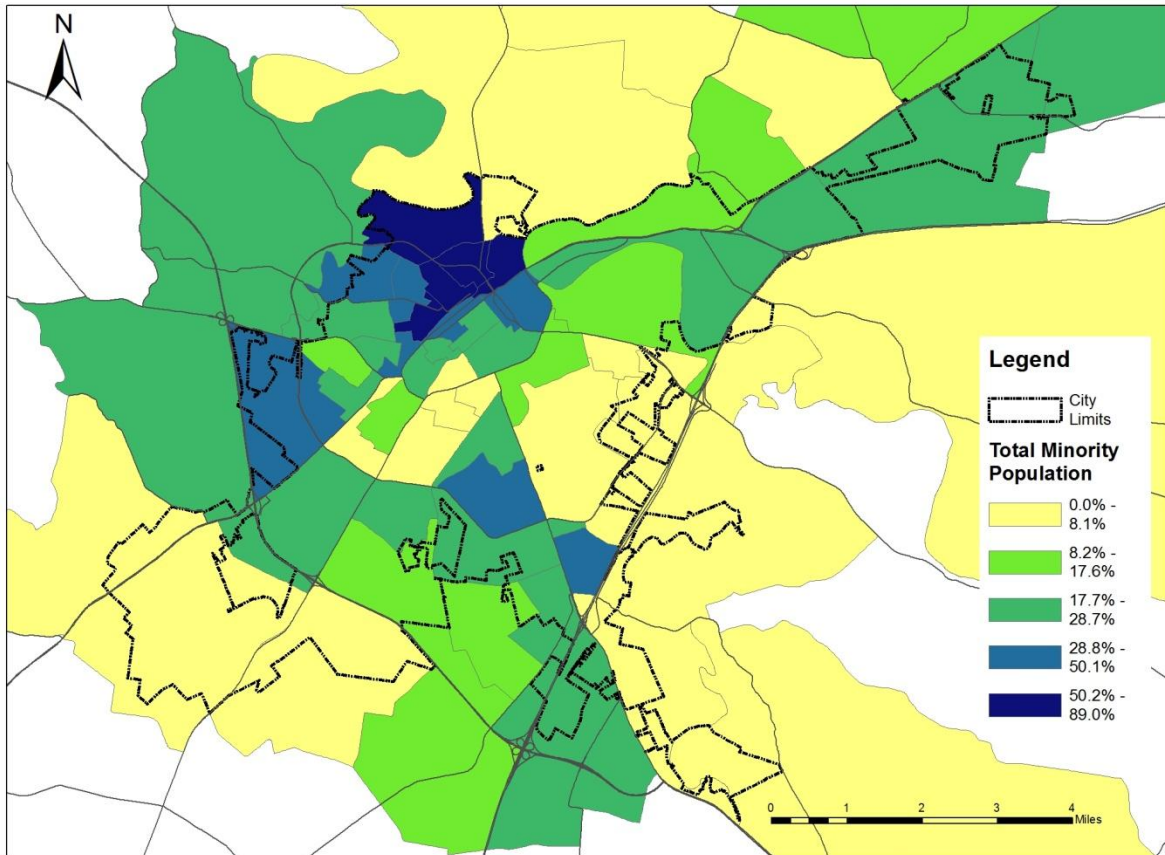 N
Legend
City
Limits
Total Minority
Population
0.0% -
8.1%
8.2% -
17.6%
17.7% -
28.7%
28.8% -
50.1%
50.2% -
89.0%
0 1 2 3 4
Miles